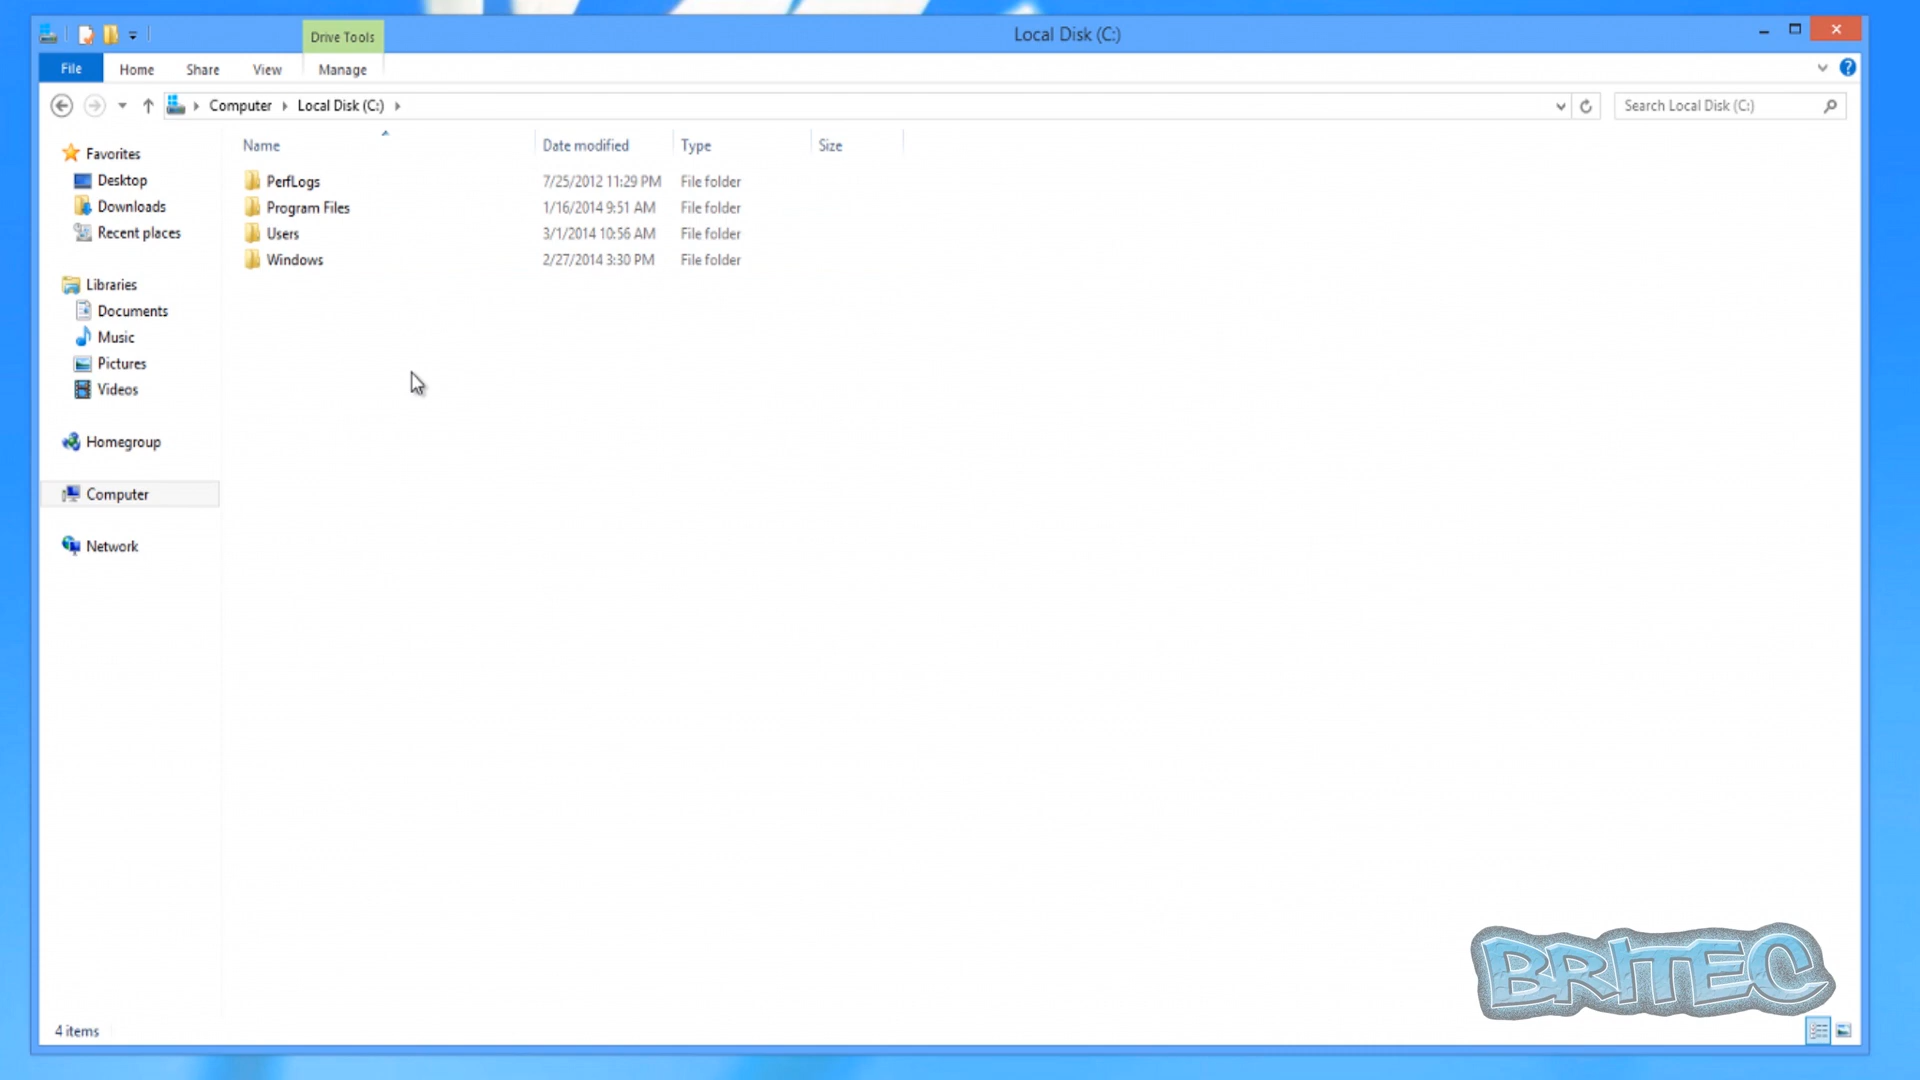 Drive Tools
Local Disk (C:)
File Home Share View Manage
Computer Local Disk (C:)
Search Local Disk (C:)
Name Date modified Type Size
PerfLogs 7/25/2012 11:29 PM File folder
Program Files 1/16/2014 9:51 AM File folder
Users 3/1/2014 10:56 AM File folder
Windows 2/27/2014 3:30 PM File folder
Favorites
Desktop
Downloads
Recent places
Libraries
Documents
Music
Pictures
Videos
Homegroup
Computer
Network
BRITEC
4 items